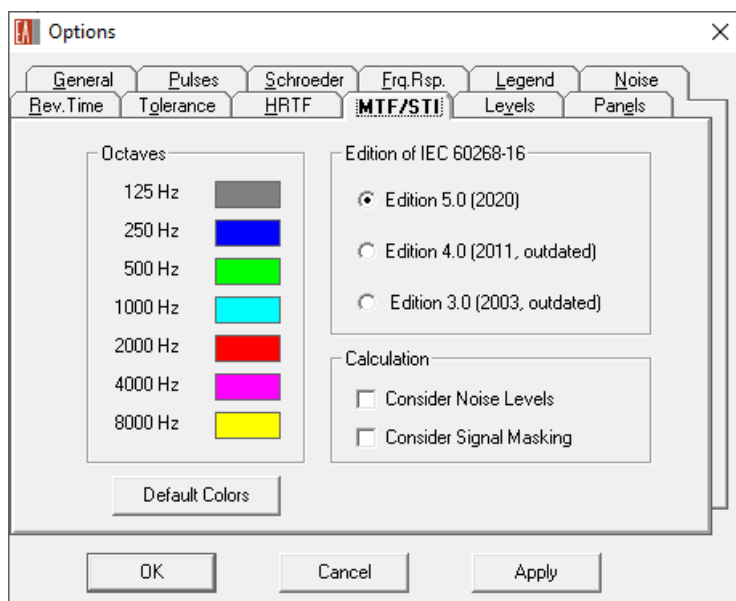 Options
General Pulses Schroeder Frq.Rsp. Legend Noise
Rev.Time Tolerance HRTF MTF/STI Levels Panels
Octaves
125 Hz
250 Hz
500 Hz
1000 Hz
2000 Hz
4000 Hz
8000 Hz
Default Colors
Edition of IEC 60268-16
Edition 5.0 (2020)
Edition 4.0 (2011, outdated)
Edition 3.0 (2003, outdated)
Calculation
Consider Noise Levels
Consider Signal Masking
OK Cancel Apply